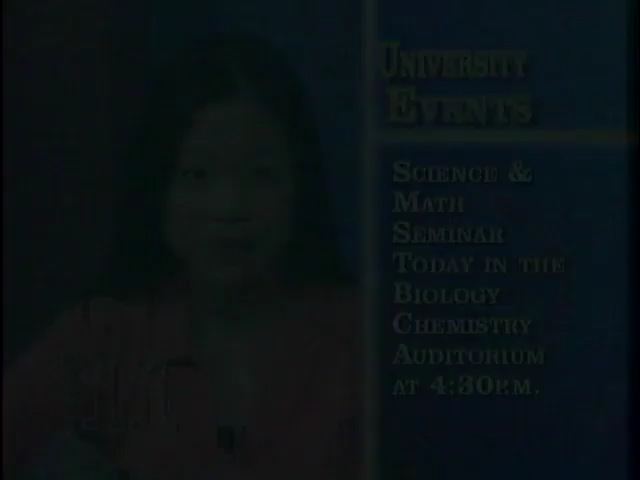 UNIVERSITY
EVENTS
SCIENCE &
MATH
SEMINAR
TODAY IN THE
BIOLOGY
CHEMISTRY
AUDITORIUM
AT 4:30P.M.